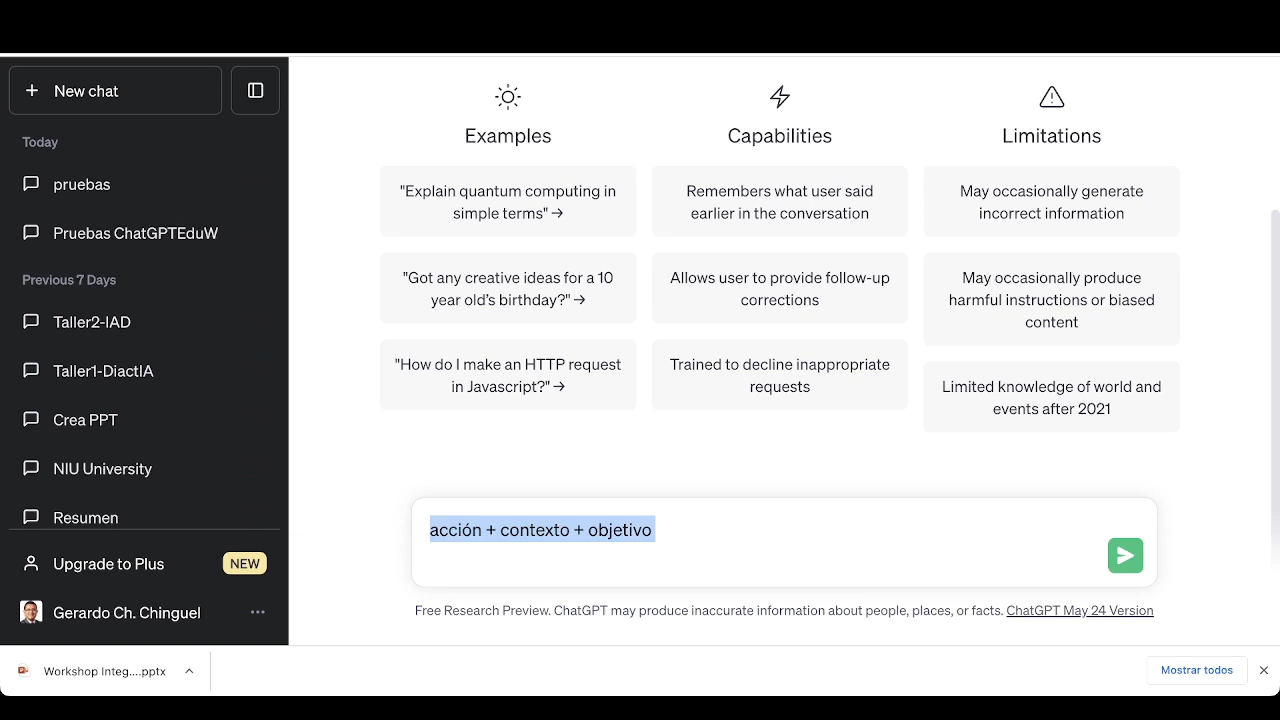 New chat
Today
pruebas
Pruebas ChatGPTEduW
Previous 7 Days
Taller2-IAD
Taller1-DiactIA
Crea PPT
NIU University
Resumen
Upgrade to Plus NEW
Gerardo Ch. Chinguel
Examples
"Explain quantum computing in
simple terms" →
"Got any creative ideas for a 10
year old’s birthday?" →
"How do I make an HTTP request
in Javascript?" →
Capabilities
Remembers what user said
earlier in the conversation
Allows user to provide follow-up
corrections
Trained to decline inappropriate
requests
Limitations
May occasionally generate
incorrect information
May occasionally produce
harmful instructions or biased
content
Limited knowledge of world and
events after 2021
acción + contexto + objetivo
Free Research Preview. ChatGPT may produce inaccurate information about people, places, or facts. ChatGPT May 24 Version
Workshop Integ....pptx
Mostrar todos